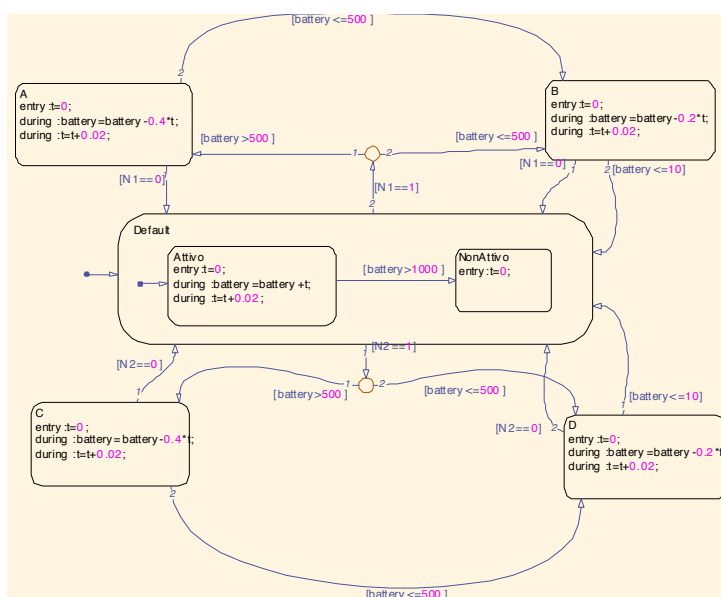 [battery <=500 ]
2
A
entry :t=0;
during :battery=battery -0.4*t;
during :t=t+0.02;
B
entry :t=0;
during :battery=battery-0.2*t;
during :t=t+0.02;
[battery >500 ]
1
2
[battery <=500 ]
[N1==0]
1
[N1==1]
2
[N1==0]
1
2
[battery <=10]
Default
Attivo
entry :t=0;
during :battery =battery +t;
during :t=t+0.02;
[battery>1000 ]
NonAttivo
entry :t=0;
[N2==0]
1
1
[N2==1]
[battery>500 ]
1
2
[battery <=500 ]
[battery<=10]
1
C
entry :t=0;
during :battery=battery-0.4*t;
during :t=t+0.02;
2
[N2==0]
2
D
entry :t=0;
during :battery=battery -0.2*t
during :t=t+0.02;
[battery <=500 ]